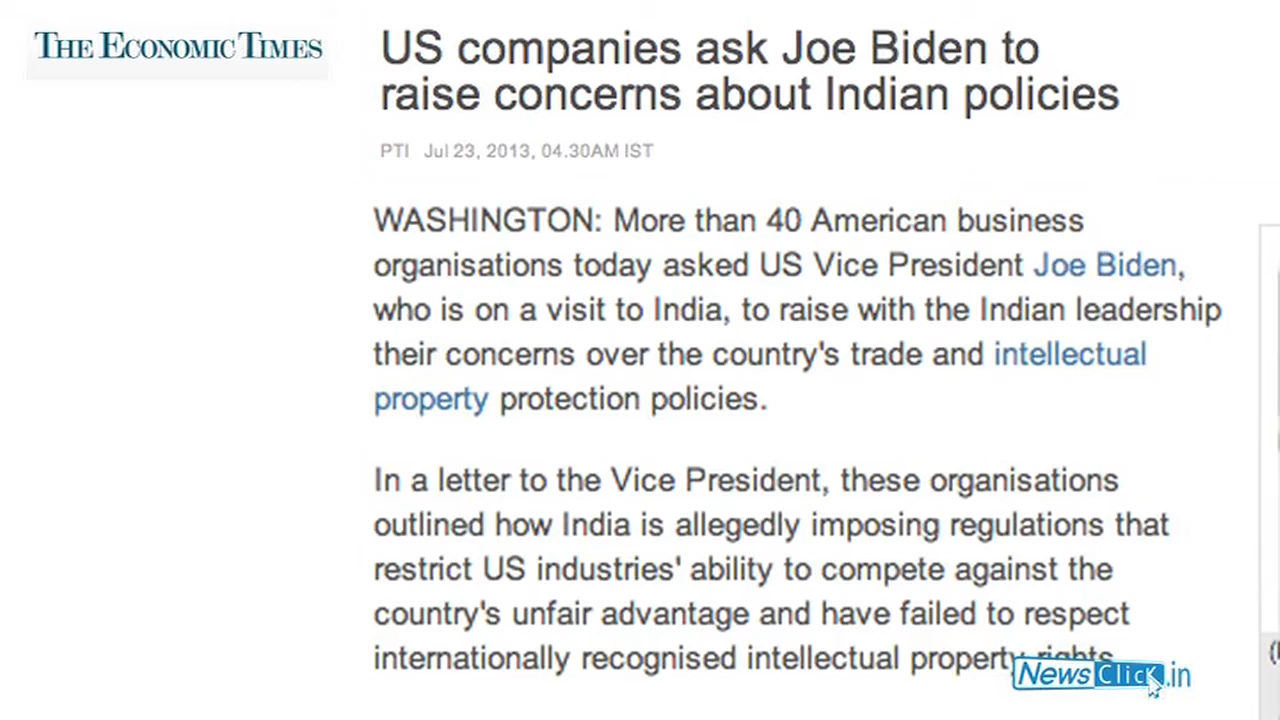 THE ECONOMIC TIMES
US companies ask Joe Biden to
raise concerns about Indian policies
PTI Jul 23, 2013, 04.30AM IST
WASHINGTON: More than 40 American business
organisations today asked US Vice President Joe Biden,
who is on a visit to India, to raise with the Indian leadership
their concerns over the country's trade and intellectual
property protection policies.
In a letter to the Vice President, these organisations
outlined how India is allegedly imposing regulations that
restrict US industries' ability to compete against the
country's unfair advantage and have failed to respect
internationally recognised intellectual property rights
NewsClick.in